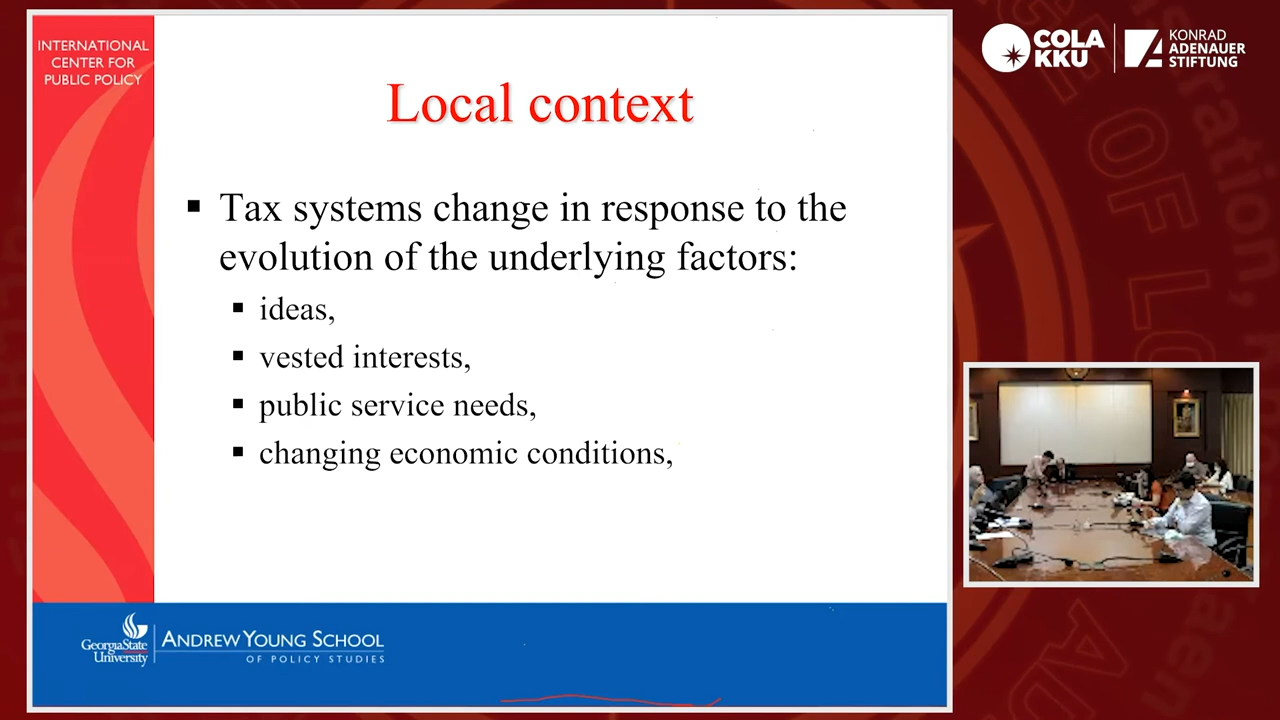 INTERNATIONAL
CENTER FOR
PUBLIC POLICY
Local context
Tax systems change in response to the
evolution of the underlying factors:
ideas,
vested interests,
public service needs,
changing economic conditions,
GeorgiaState
University
ANDREW YOUNG SCHOOL
OF POLICY STUDIES
COLA
KKU
KONRAD
ADENAUER
STIFTUNG